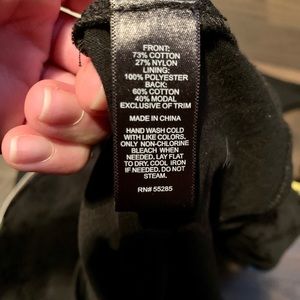 FRONT:
73% COTTON
27% NYLON
LINING:
100% POLYESTER
BACK:
60% COTTON
40% MODAL
EXCLUSIVE OF TRIM
MADE IN CHINA
HAND WASH COLD
WITH LIKE COLORS.
ONLY NON-CHLORINE
BLEACH WHEN
NEEDED. LAY FLAT
TO DRY, COOL IRON
IF NEEDED. DO NOT
STEAM.
RN# 55285